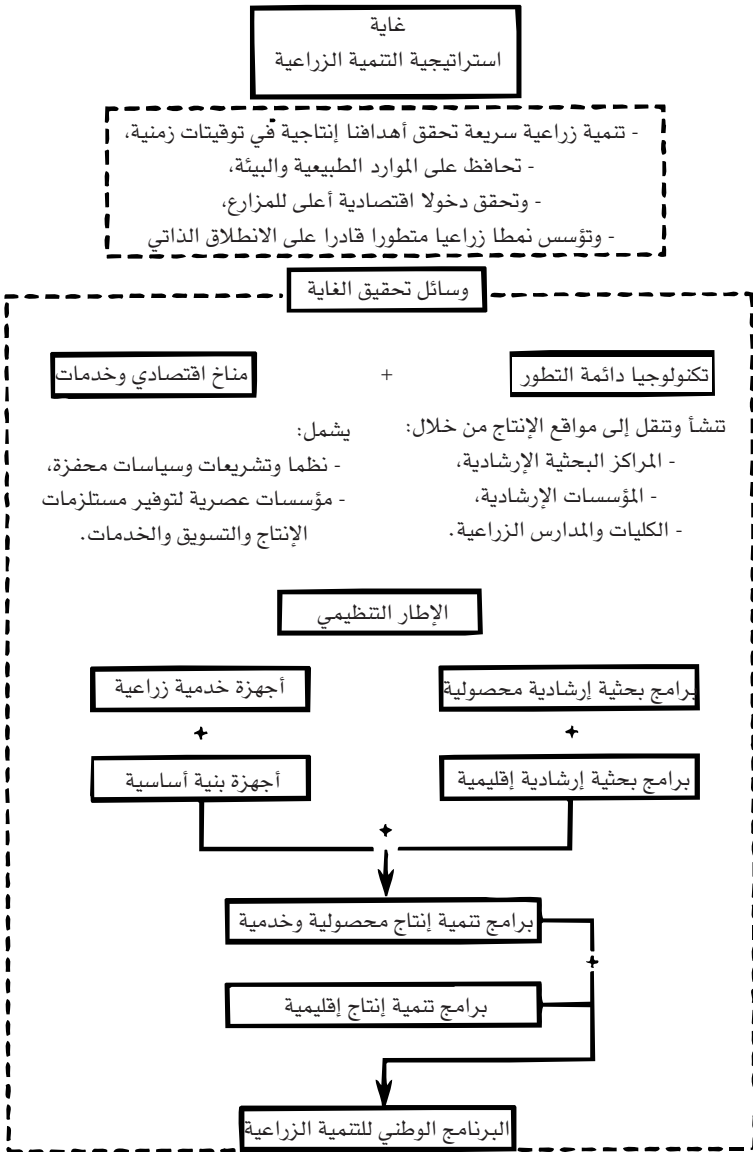 غاية
استراتيجية التنمية الزراعية
- تنمية زراعية سريعة تحقق أهدافنا إنتاجية في توقيتات زمنية،
- تحافظ على الموارد الطبيعية والبيئة،
- وتحقق دخولا اقتصادية أعلى للمزارع،
- وتؤسس نمطا زراعيا متطورا قادرا على الانطلاق الذاتي
وسائل تحقيق الغاية
تكنولوجيا دائمة التطور
+
مناخ اقتصادي وخدمات
تنشأ وتنقل إلى مواقع الإنتاج من خلال:
- المراكز البحثية الإرشادية،
- المؤسسات الإرشادية،
- الكليات والمدارس الزراعية.
يشمل:
- نظما وتشريعات وسياسات محفزة،
- مؤسسات عصرية لتوفير مستلزمات
الإنتاج والتسويق والخدمات.
الإطار التنظيمي
برامج بحثية إرشادية محصولية
+
برامج بحثية إرشادية إقليمية
أجهزة خدمية زراعية
+
أجهزة بنية أساسية
+
برامج تنمية إنتاج محصولية وخدمية
+
برامج تنمية إنتاج إقليمية
البرنامج الوطني للتنمية الزراعية